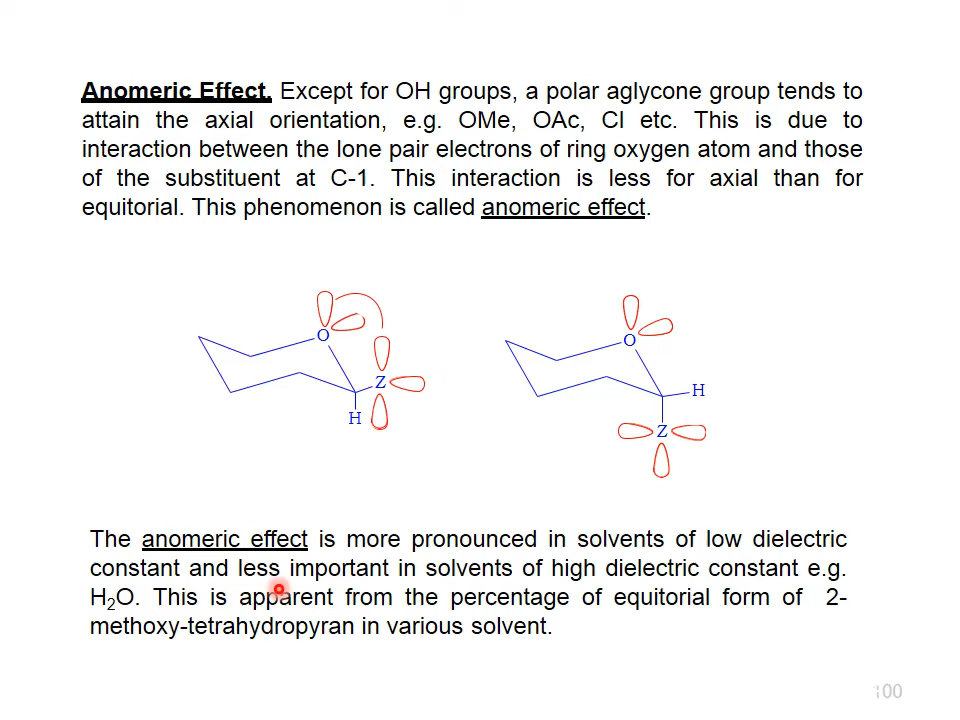 Anomeric Effect. Except for OH groups, a polar aglycone group tends to
attain the axial orientation, e.g. OMe, OAc, Cl etc. This is due to
interaction between the lone pair electrons of ring oxygen atom and those
of the substituent at C-1. This interaction is less for axial than for
equitorial. This phenomenon is called anomeric effect.
O
Z
H
O
H
Z
The anomeric effect is more pronounced in solvents of low dielectric
constant and less important in solvents of high dielectric constant e.g.
H₂O. This is apparent from the percentage of equitorial form of 2-
methoxy-tetrahydropyran in various solvent.